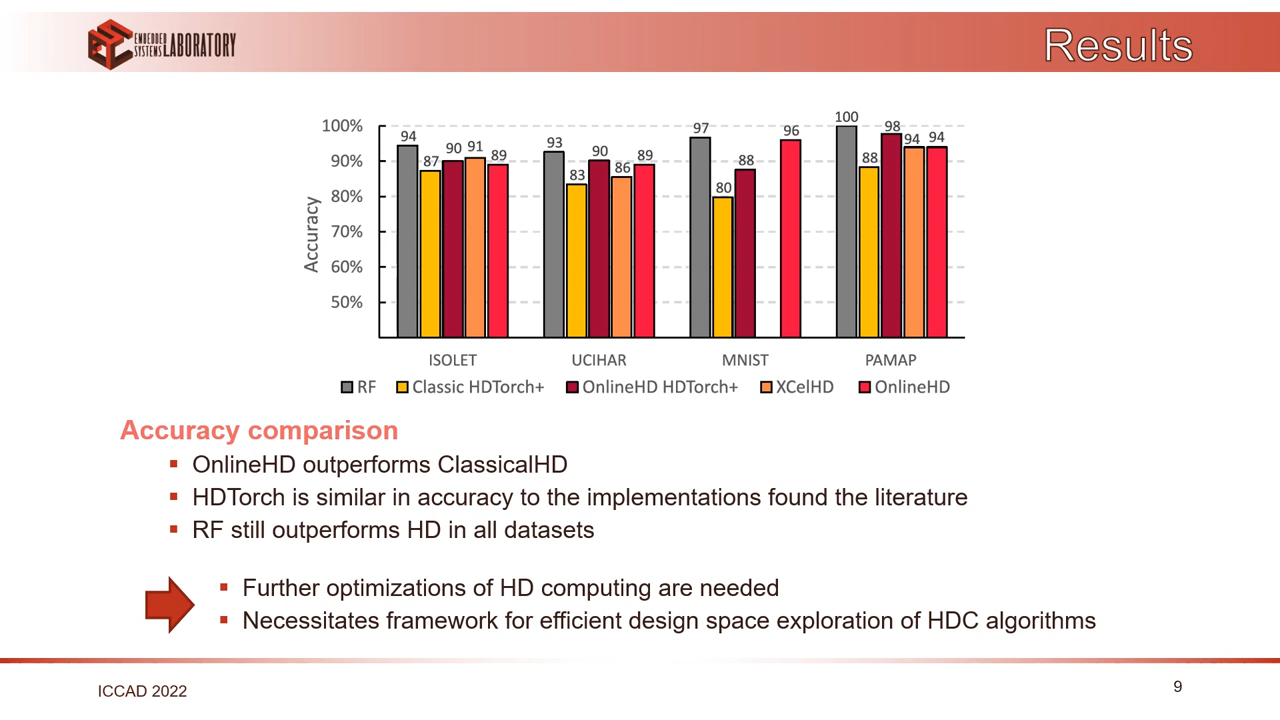 EMBEDDED
SYSTEMS LABORATORY
Results
100%
90%
80%
70%
60%
50%
Accuracy
94 87 90 91 89
93 83 90 86 89
97 80 88 96
100 88 98 94 94
ISOLET UCIHAR MNIST PAMAP
RF Classic HDTorch+ OnlineHD HDTorch+ XCelHD OnlineHD
Accuracy comparison
OnlineHD outperforms ClassicalHD
HDTorch is similar in accuracy to the implementations found the literature
RF still outperforms HD in all datasets
Further optimizations of HD computing are needed
Necessitates framework for efficient design space exploration of HDC algorithms
ICCAD 2022
9